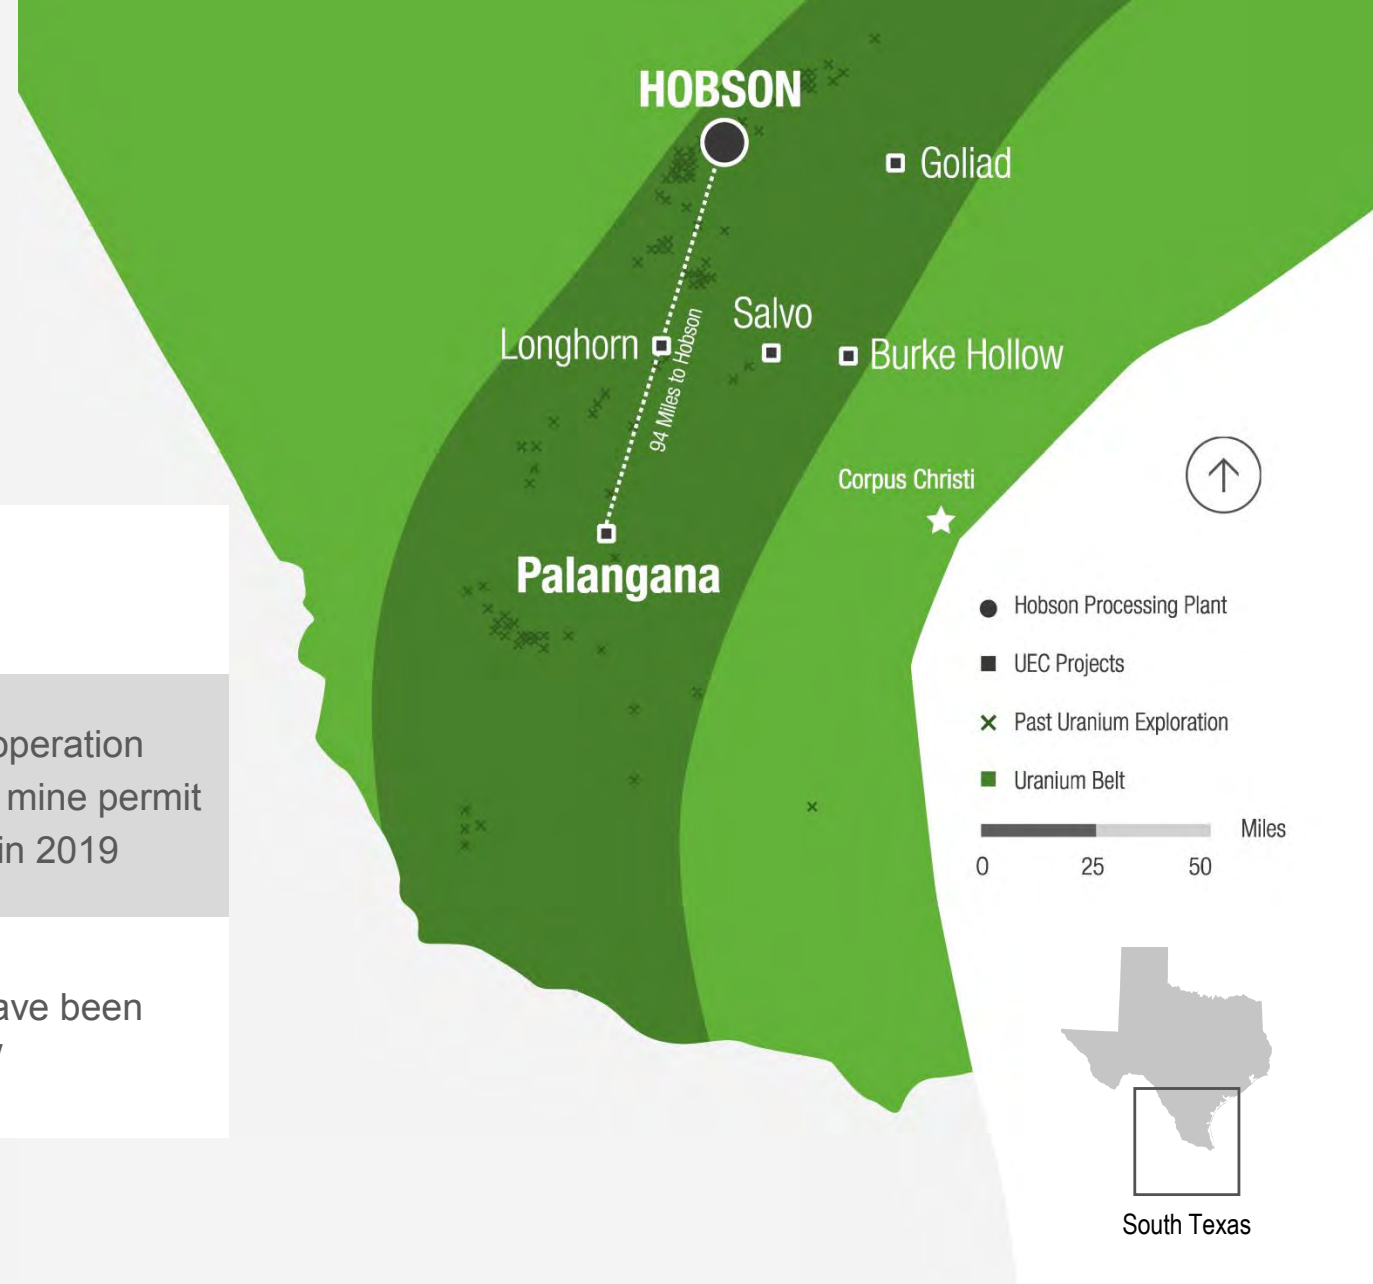 HOBSON
Goliad
Salvo
Longhorn
94 Miles to Hobson
Burke Hollow
Corpus Christi
Palangana
Hobson Processing Plant
UEC Projects
Past Uranium Exploration
Uranium Belt
Miles
0 25 50
operation
mine permit
in 2019
ave been
South Texas